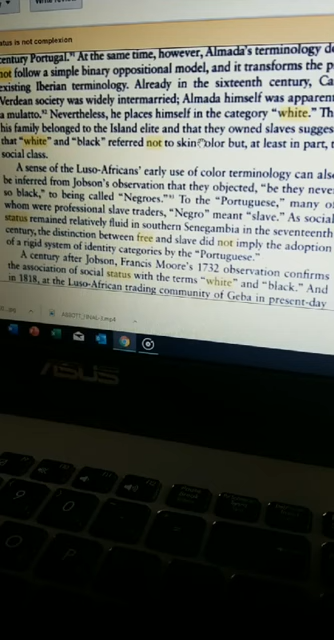 atus is not complexion
century Portugal." At the same time, however, Almada's terminology d
not follow a simple binary oppositional model, and it transforms the p
existing Iberian terminology. Already in the sixteenth century, Ca
Verdean society was widely intermarried; Almada himself was apparen
a mulatto. Nevertheless, he places himself in the category "white." Th
his family belonged to the Island elite and that they owned slaves sugges
that "white" and "black" referred not to skin color but, at least in part, t
social class.
A sense of the Luso-Africans' early use of color terminology can als
be inferred from Jobson's observation that they objected, "be they neve
so black," to being called "Negroes." To the "Portuguese," many o
whom were professional slave traders, "Negro" meant "slave." As social
status remained relatively fluid in southern Senegambia in the seventeenth
century, the distinction between free and slave did not imply the adoption
of a rigid system of identity categories by the "Portuguese."
A century after Jobson, Francis Moore's 1732 observation confirms
the association of social status with the terms "white" and "black." And
in 1818, at the Luso-African trading community of Geba in present-day
ASUS
9
0
O
P